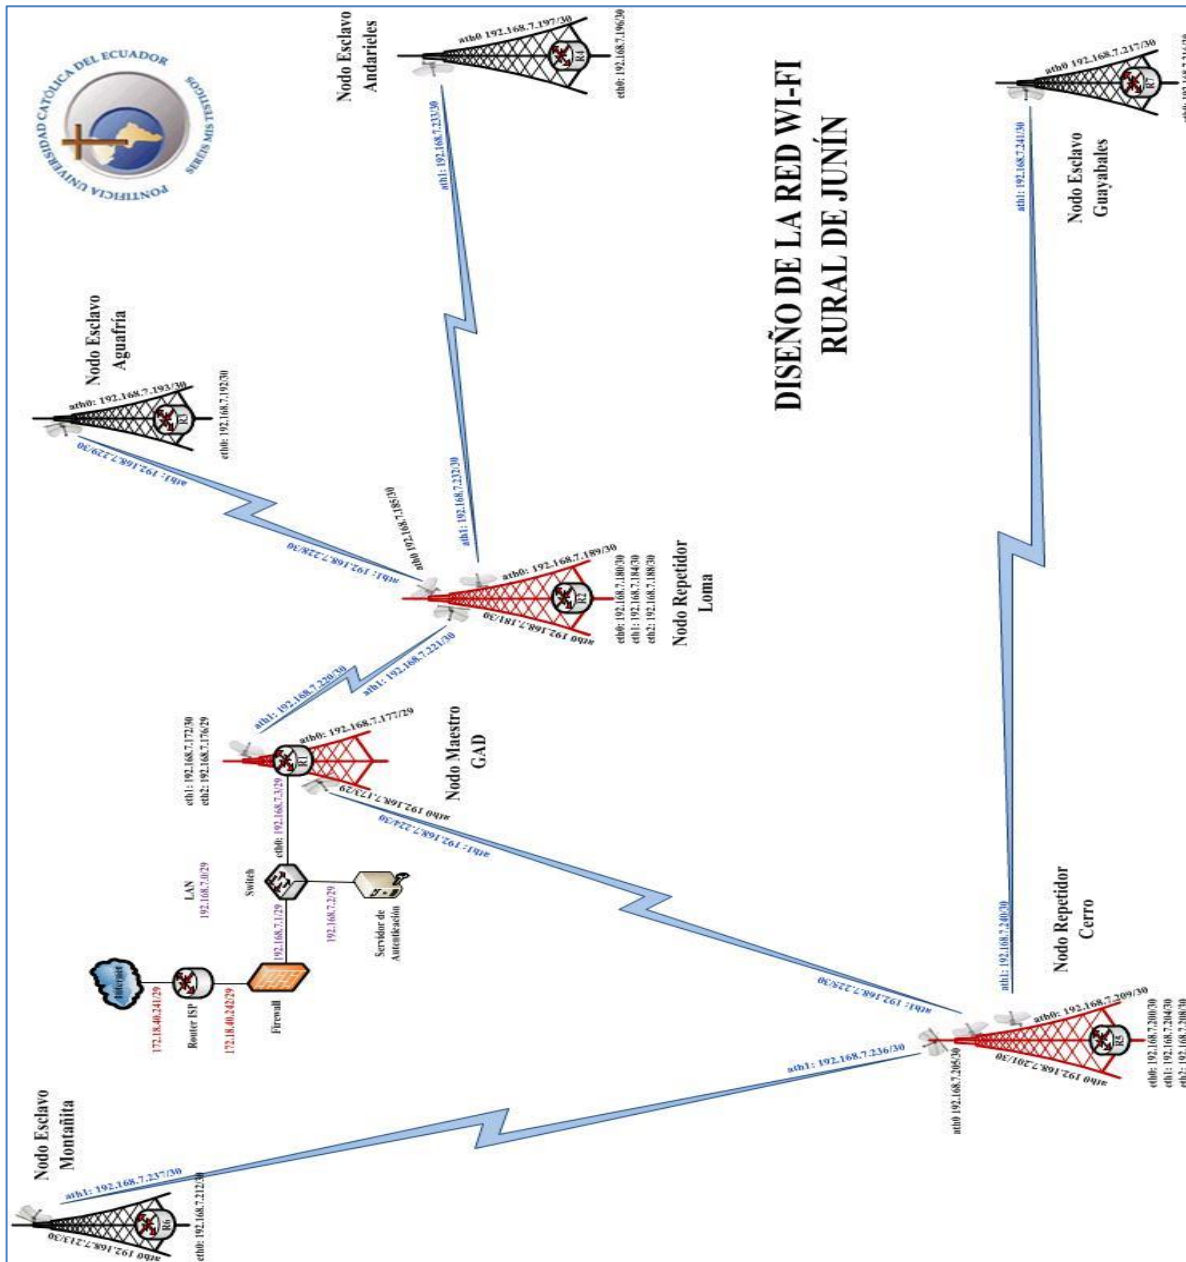 PONTIFICIA UNIVERSIDAD CATÓLICA DEL ECUADOR
SERÉIS MIS TESTIGOS
DISEÑO DE LA RED WI-FI
RURAL DE JUNÍN
Nodo Esclavo
Andarieles
ath0 192.168.7.197/30
R4
eth0: 192.168.7.196/30
ath1: 192.168.7.233/30
ath1: 192.168.7.232/30
Nodo Esclavo
Guayabales
ath0 192.168.7.217/30
R7
ath1: 192.168.7.241/30
ath1: 192.168.7.240/30
Nodo Esclavo
Aguafría
ath0: 192.168.7.193/30
R3
eth0: 192.168.7.192/30
ath1: 192.168.7.229/30
ath1: 192.168.7.228/30
ath0 192.168.7.185/30
ath0: 192.168.7.189/30
ath0 192.168.7.181/30
R2
eth0: 192.168.7.180/30
eth1: 192.168.7.184/30
eth2: 192.168.7.188/30
Nodo Repetidor
Loma
ath1: 192.168.7.220/30
ath1: 192.168.7.221/30
eth1: 192.168.7.172/30
eth2: 192.168.7.176/29
ath0: 192.168.7.177/29
R1
ath0 192.168.7.173/29
Nodo Maestro
GAD
eth0: 192.168.7.3/29
LAN
192.168.7.0/29
Switch
192.168.7.1/29
192.168.7.2/29
Servidor de
Autenticación
Internet
172.18.40.241/29
Router ISP
172.18.40.242/29
Firewall
ath1: 192.168.7.224/30
ath1: 192.168.7.225/30
Nodo Repetidor
Cerro
ath0: 192.168.7.209/30
ath0 192.168.7.205/30
ath0 192.168.7.201/30
R5
eth0: 192.168.7.200/30
eth1: 192.168.7.204/30
eth2: 192.168.7.208/30
ath1: 192.168.7.236/30
ath1: 192.168.7.237/30
Nodo Esclavo
Montañita
ath0 192.168.7.213/30
R6
eth0: 192.168.7.212/30